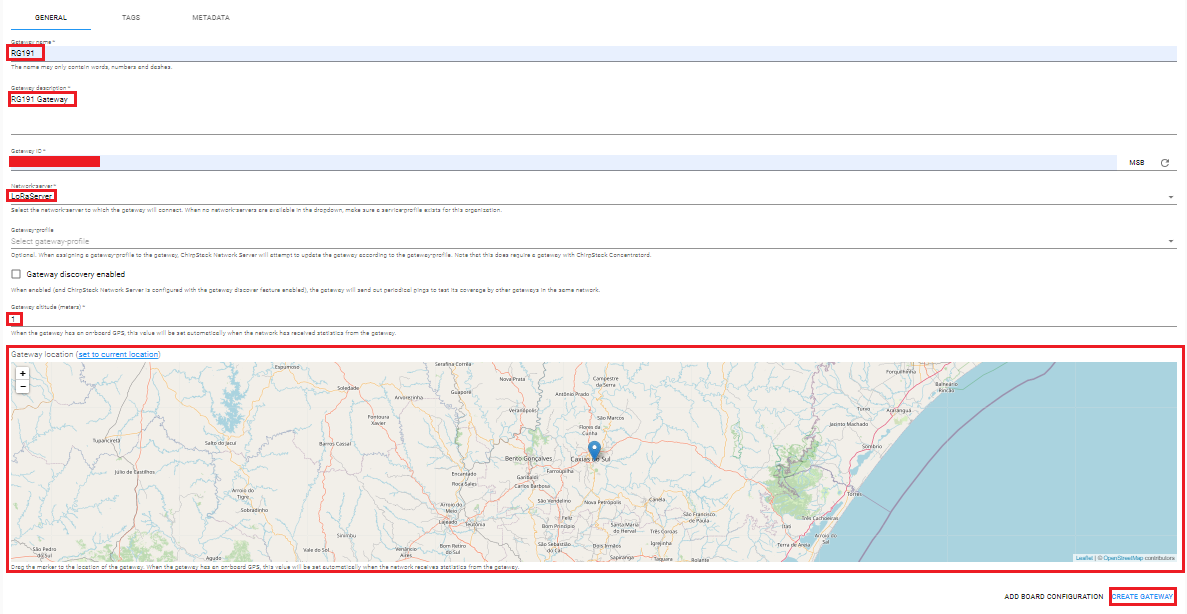 GENERAL TAGS METADATA
Gateway name *
RG191
The name may only contain words, numbers and dashes.
Gateway description *
RG191 Gateway
Gateway ID *
MSB
Network-server *
LoRaServer
Select the network-server to which the gateway will connect. When no network-servers are available in the dropdown, make sure a service-profile exists for this organization.
Gateway-profile
Select gateway-profile
Optional. When assigning a gateway-profile to the gateway, ChirpStack Network Server will attempt to update the gateway according to the gateway-profile. Note that this does require a gateway with ChirpStack Concentratord.
Gateway discovery enabled
When enabled (and ChirpStack Network Server is configured with the gateway discover feature enabled), the gateway will send out periodical pings to test its coverage by other gateways in the same network.
Gateway altitude (meters) *
1
When the gateway has an on-board GPS, this value will be set automatically when the network has received statistics from the gateway.
Gateway location (set to current location)
+
−
Espumoso
Serafina Corrêa
Forquilhinha
Nova Prata
Campestre
da Serra
Balneário
Rincão
Soledade
Guaporé
Antônio Prado
Arvorezinha
Veranópolis
Turvo
Araranguá
Fontoura
Xavier
São Marcos
Jacinto Machado
Flores da
Cunha
Tupanciretã
Salto do Jacuí
Barros Cassal
Sombrio
Bento Gonçalves
Caxias do Sul
Júlio de Castilhos
Encantado
Farroupilha
Garibaldi
Roca Sales
Carlos Barbosa
Arroio do
Tigre
Torres
Sobradinho
Arroio do
Meio
São Vendelino
Nova Petrópolis
Canela
São Francisco
de Paula
Lajeado
Teutônia
Feliz
Bom Princípio
Santa Maria
do Herval
Três Coroas
Três Cachoeiras
Itati
Sinimbu
Arroio do
Sal
São Pedro
do Sul
Agudo
Vale do Sol
Venâncio
Aires
Bom Retiro
do Sul
São Sebastião
do Caí
Dois Irmãos
Igrejinha
Terra de Areia
Sapiranga
Taquara
Rolante
Leaflet | © OpenStreetMap contributors
Drag the marker to the location of the gateway. When the gateway has an on-board GPS, this value will be set automatically when the network receives statistics from the gateway.
ADD BOARD CONFIGURATION CREATE GATEWAY